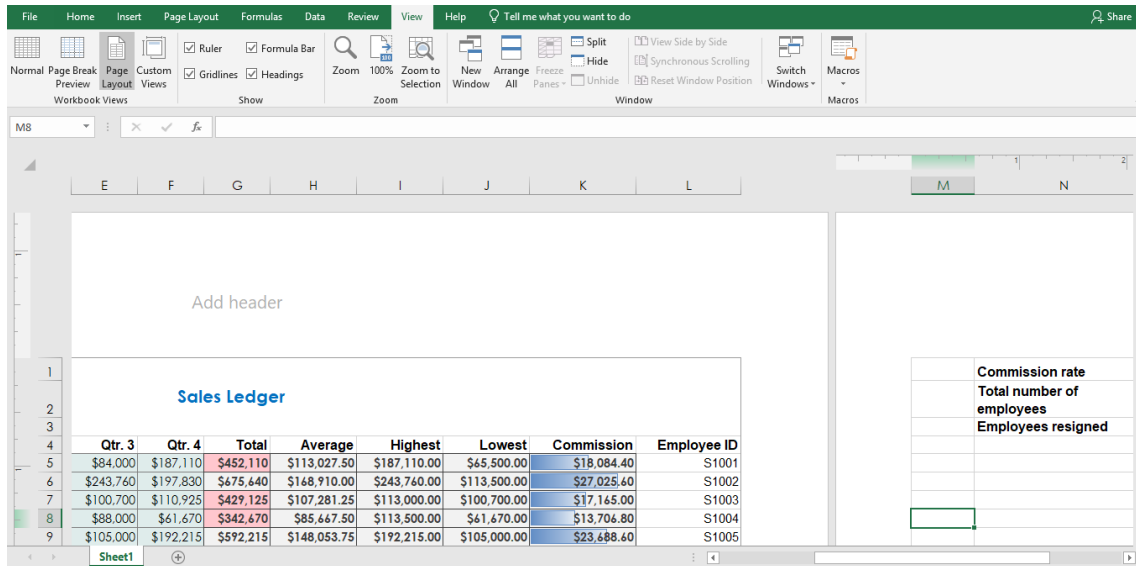 File Home Insert Page Layout Formulas Data Review View Help Tell me what you want to do Share
Ruler Formula Bar Split View Side by Side
Hide Synchronous Scrolling
Normal Page Break Page Custom Gridlines Headings Zoom 100% Zoom to New Arrange Freeze Unhide Reset Window Position Switch Macros
Preview Layout Views Selection Window All Panes Windows
Workbook Views Show Zoom Window Macros
M8 fx
1 2
E F G H I J K L M N
Add header
1 Commission rate
2 Sales Ledger Total number of
employees
3 Employees resigned
4 Qtr. 3 Qtr. 4 Total Average Highest Lowest Commission Employee ID
5 $84,000 $187,110 $452,110 $113,027.50 $187,110.00 $65,500.00 $18,084.40 S1001
6 $243,760 $197,830 $675,640 $168,910.00 $243,760.00 $113,500.00 $27,025.60 S1002
7 $100,700 $110,925 $429,125 $107,281.25 $113,000.00 $100,700.00 $17,165.00 S1003
8 $88,000 $61,670 $342,670 $85,667.50 $113,500.00 $61,670.00 $13,706.80 S1004
9 $105,000 $192,215 $592,215 $148,053.75 $192,215.00 $105,000.00 $23,688.60 S1005
Sheet1